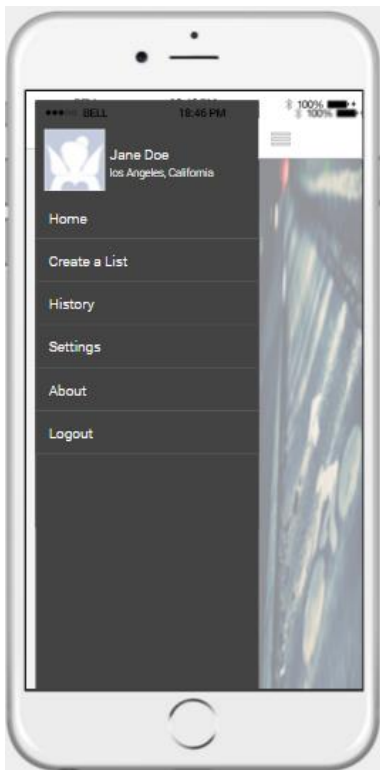 BELL 18:46 PM 100%
100%
Jane Doe
los Angeles, California
Home
Create a List
History
Settings
About
Logout